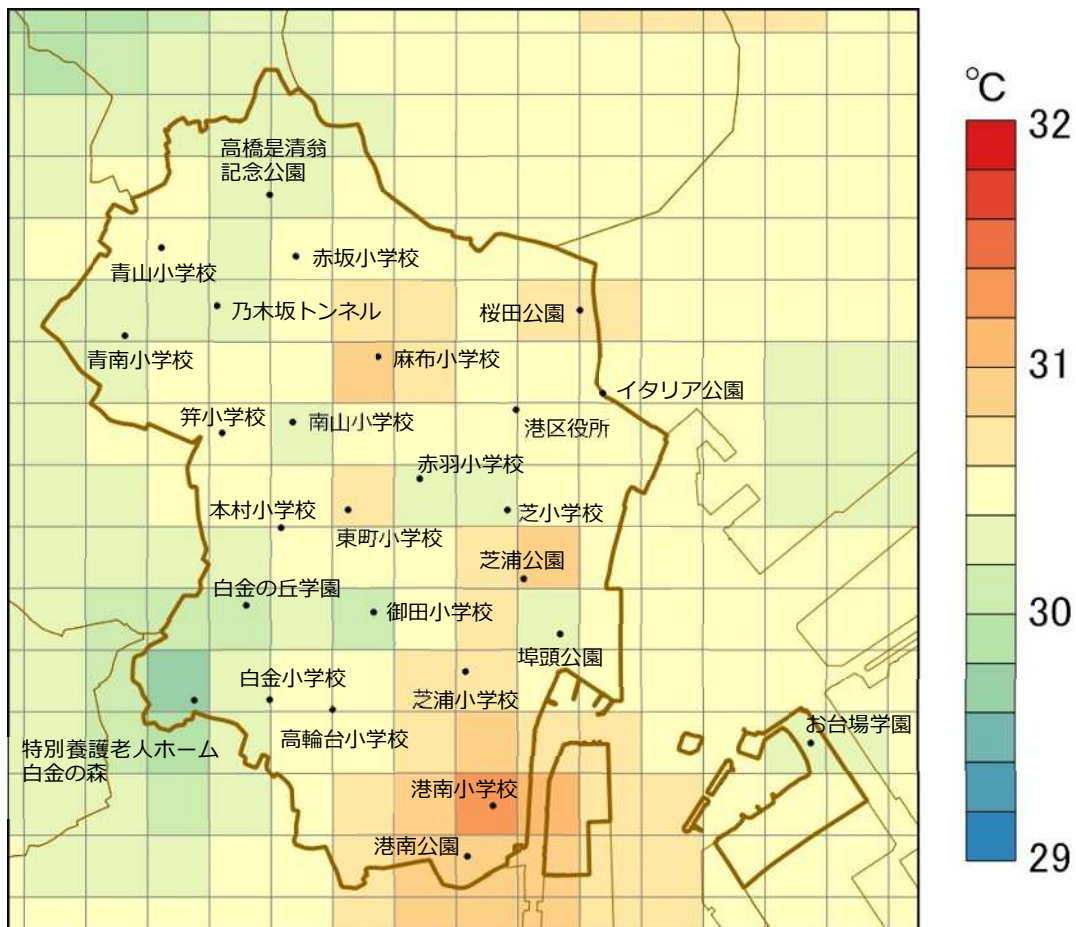 ℃
32
高橋是清翁
記念公園
赤坂小学校
青山小学校
乃木坂トンネル
桜田公園
青南小学校
麻布小学校
31
イタリア公園
笄小学校
南山小学校
港区役所
赤羽小学校
本村小学校
芝小学校
東町小学校
芝浦公園
白金の丘学園
御田小学校
30
埠頭公園
白金小学校
芝浦小学校
お台場学園
高輪台小学校
特別養護老人ホーム
白金の森
港南小学校
港南公園
29